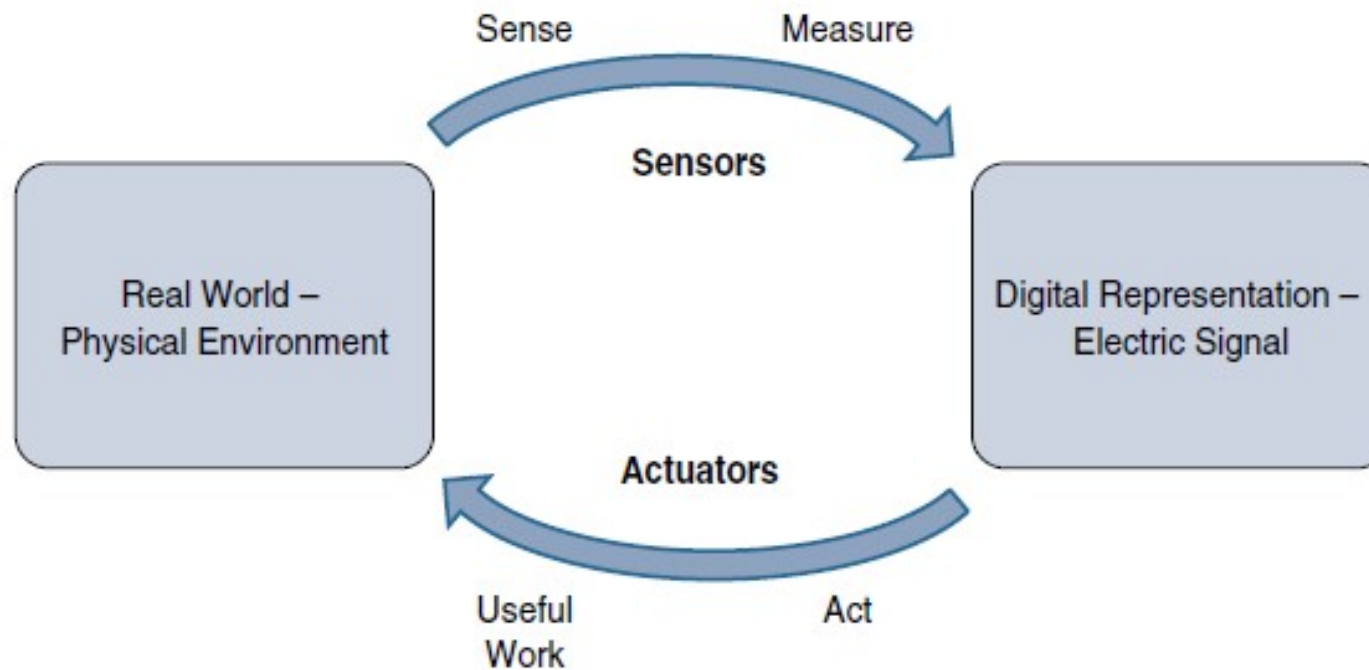 Sense
Measure
Sensors
Real World –
Physical Environment
Digital Representation –
Electric Signal
Actuators
Useful
Work
Act